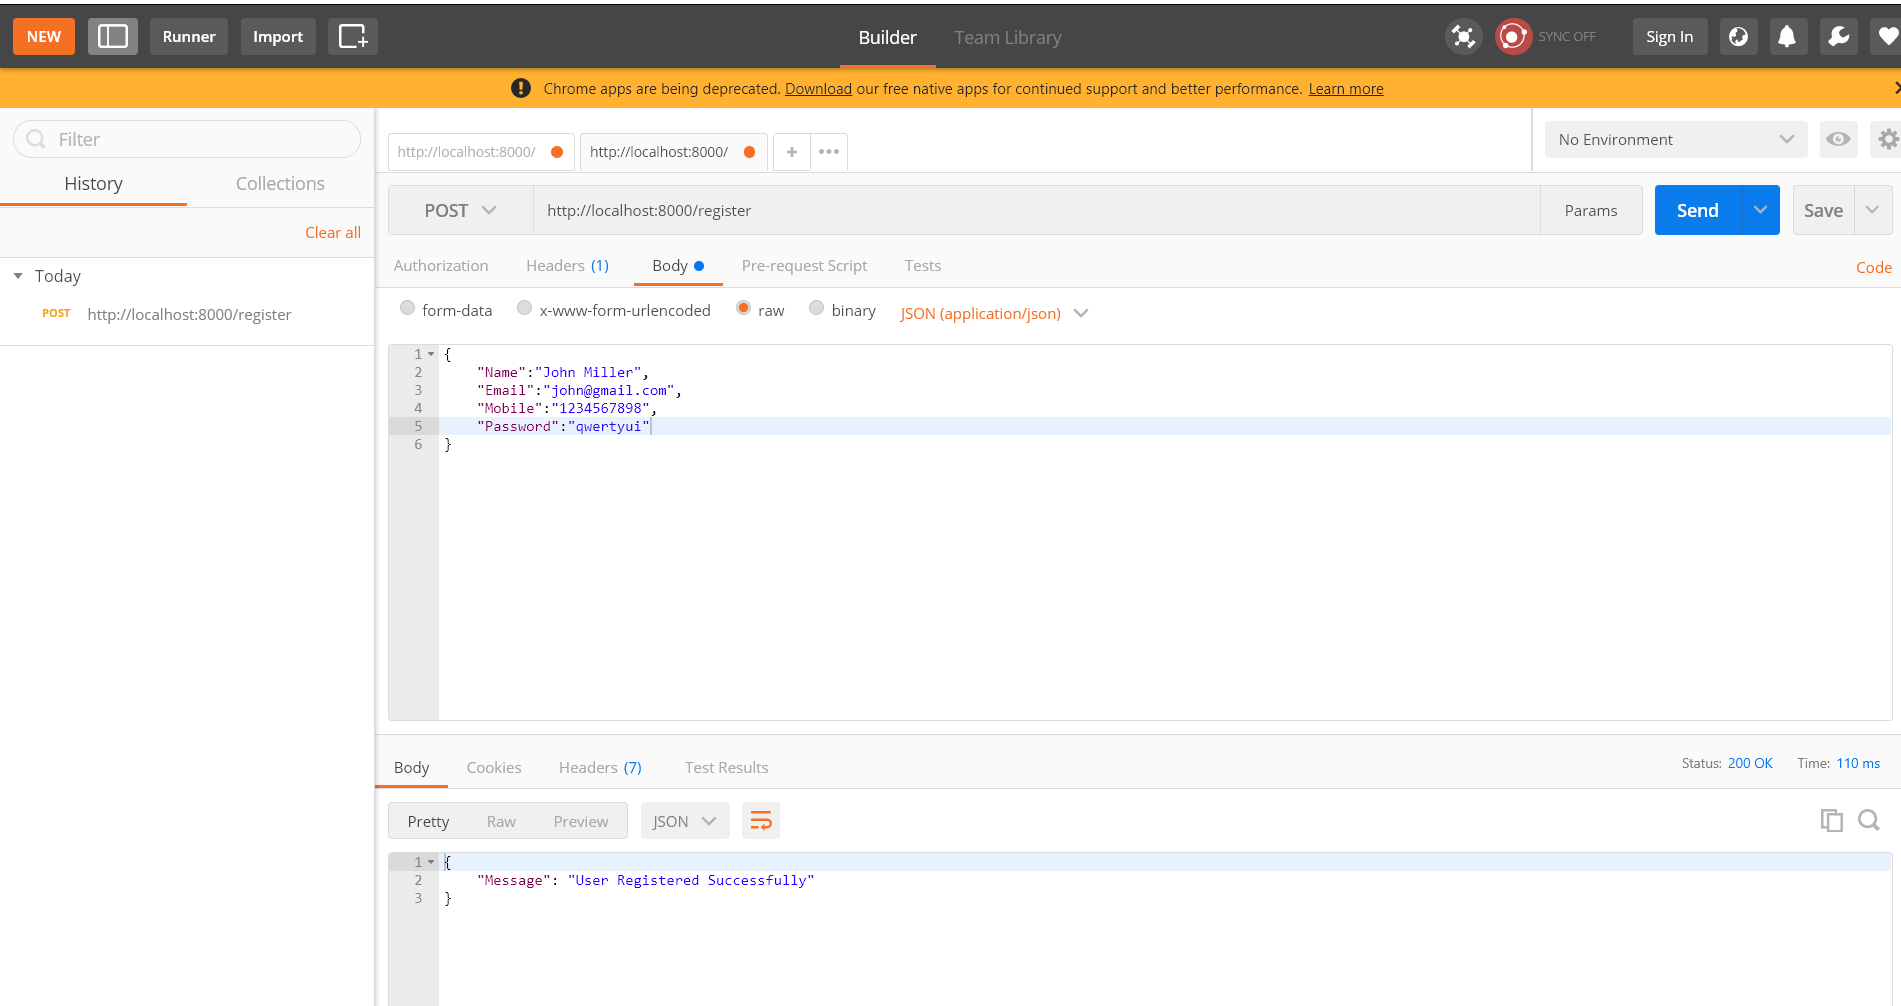 NEW Runner Import Builder Team Library SYNC OFF Sign In
! Chrome apps are being deprecated. Download our free native apps for continued support and better performance. Learn more
Filter
History Collections
Clear all
Today
POST http://localhost:8000/register
http://localhost:8000/ http://localhost:8000/ + ••• No Environment
POST http://localhost:8000/register Params Send Save
Authorization Headers (1) Body Pre-request Script Tests Code
form-data x-www-form-urlencoded raw binary JSON (application/json)
1 {
2 "Name":"John Miller",
3 "Email":"john@gmail.com",
4 "Mobile":"1234567898",
5 "Password":"qwertyui"
6 }
Body Cookies Headers (7) Test Results Status: 200 OK Time: 110 ms
Pretty Raw Preview JSON
1 {
2 "Message": "User Registered Successfully"
3 }